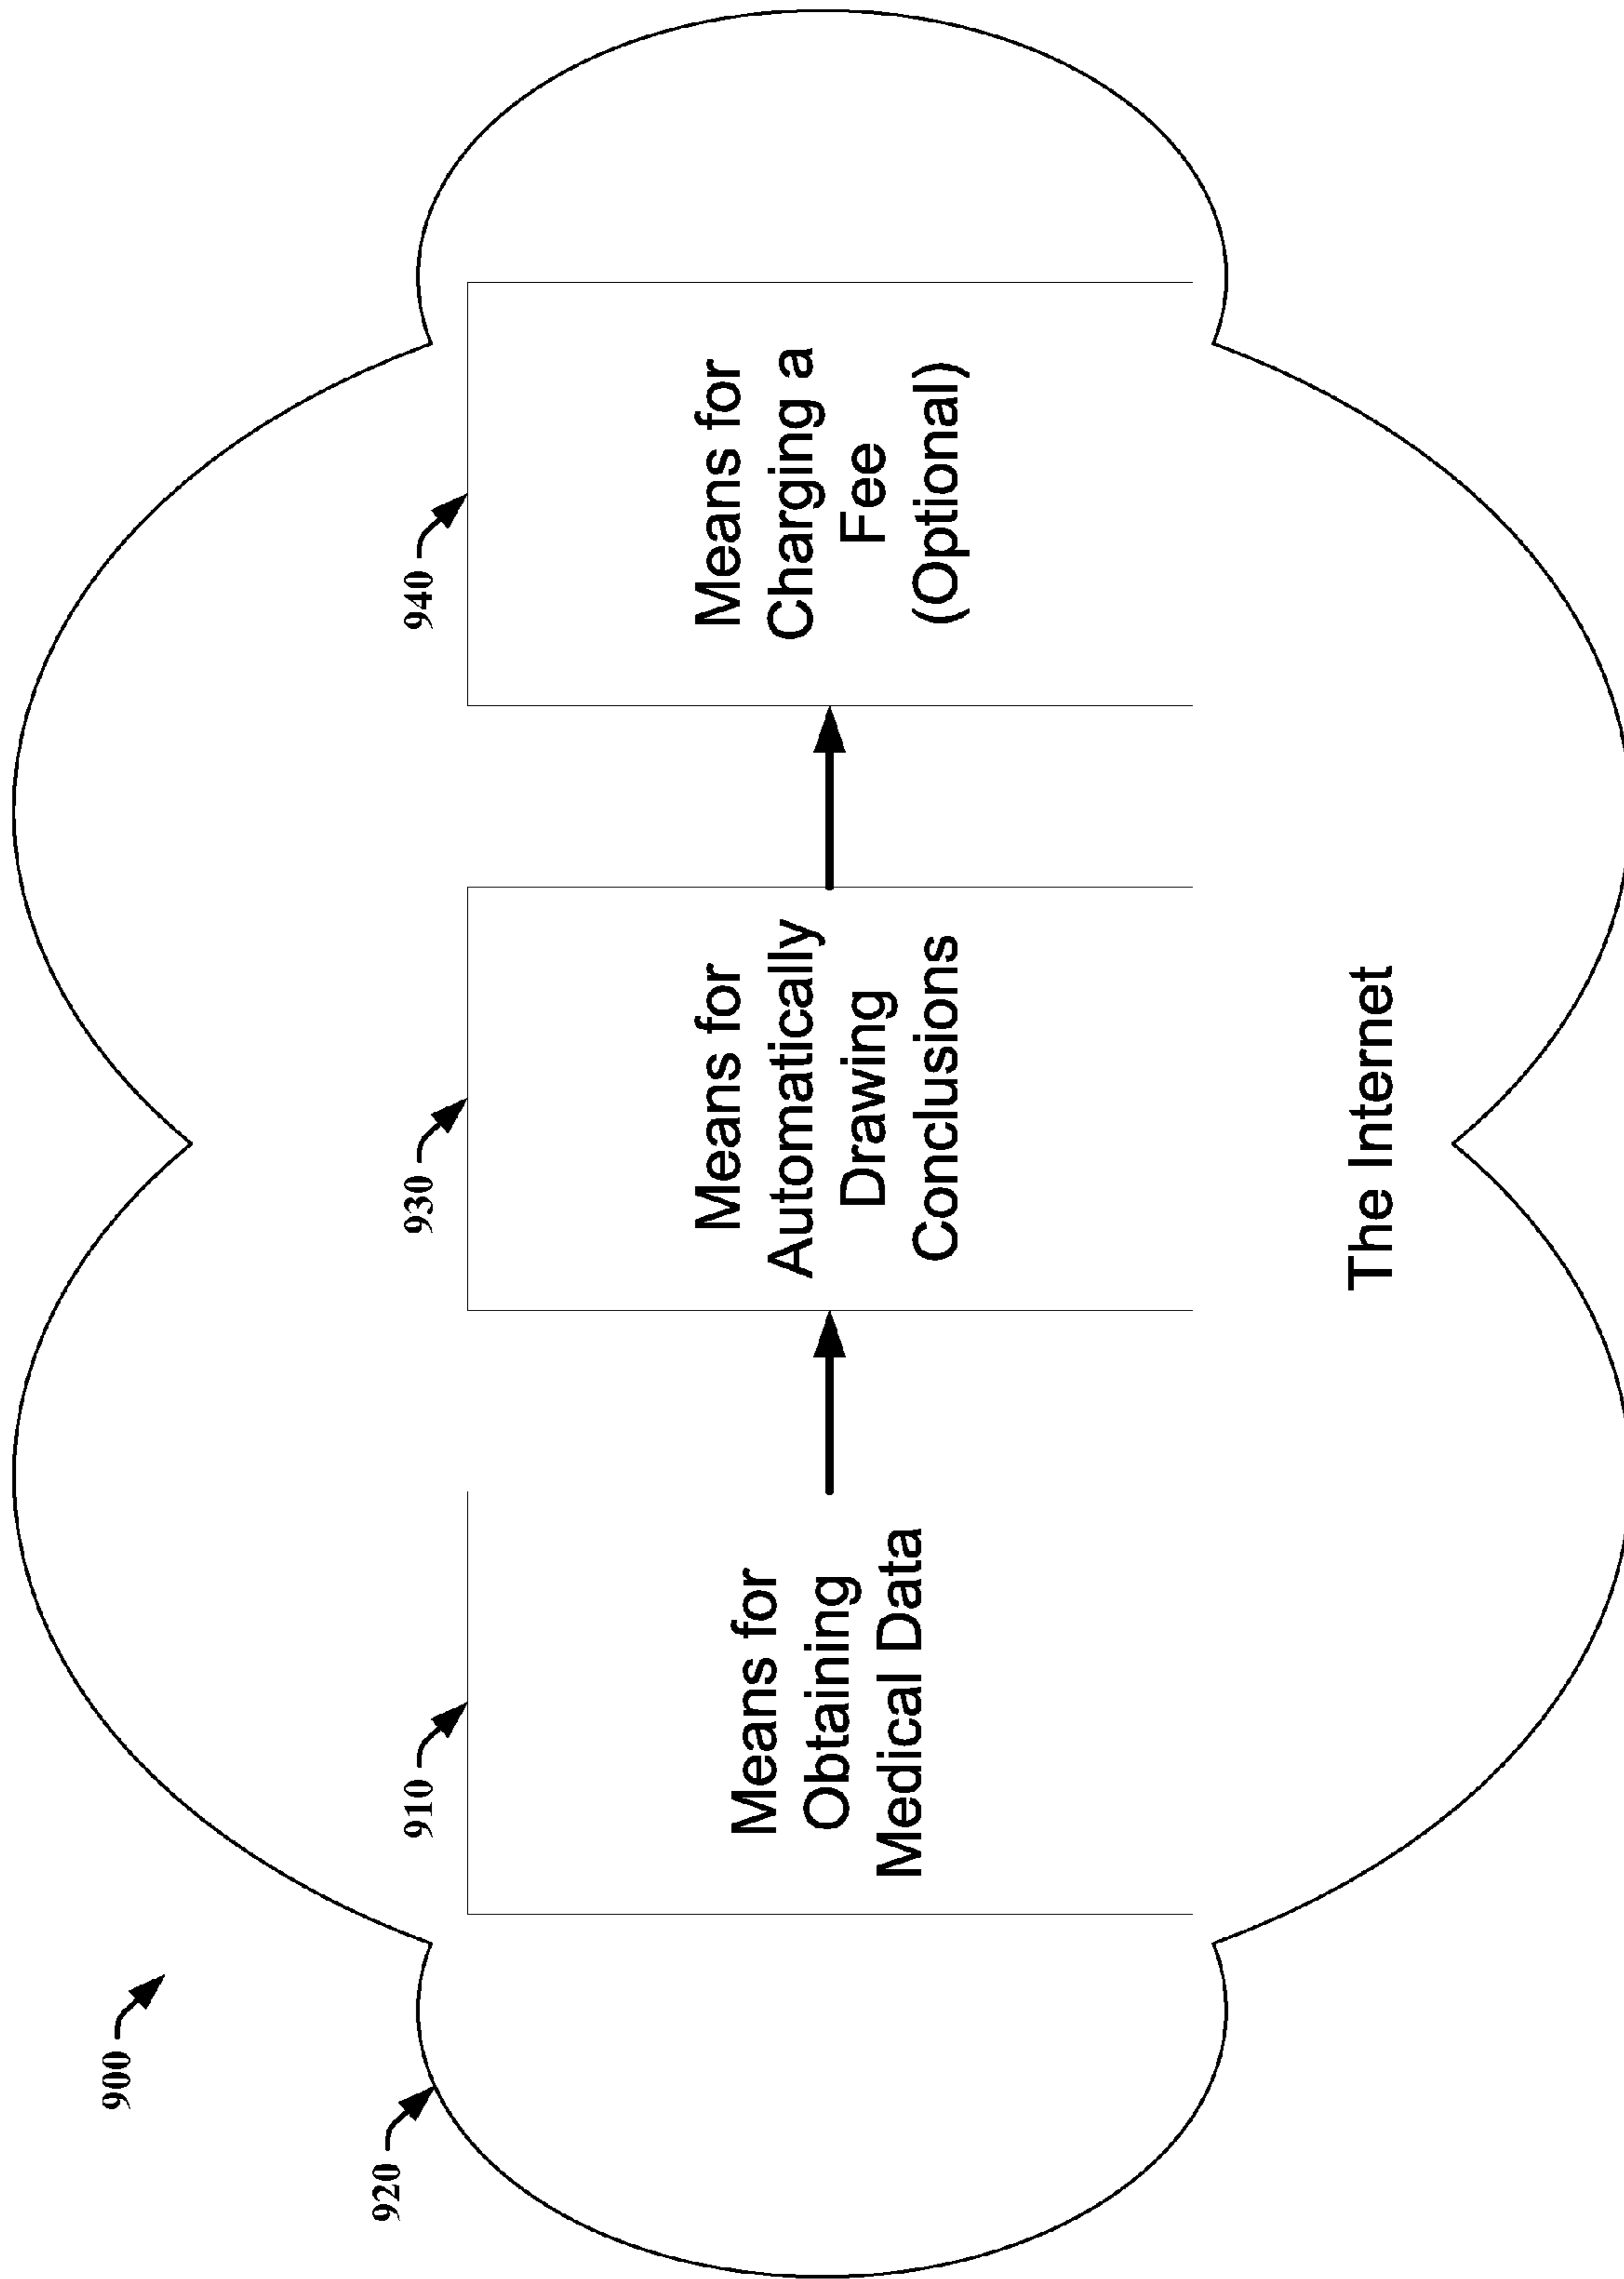 900
920
910
Means for
Obtaining
Medical Data
930
Means for
Automatically
Drawing
Conclusions
940
Means for
Charging a
Fee
(Optional)
The Internet